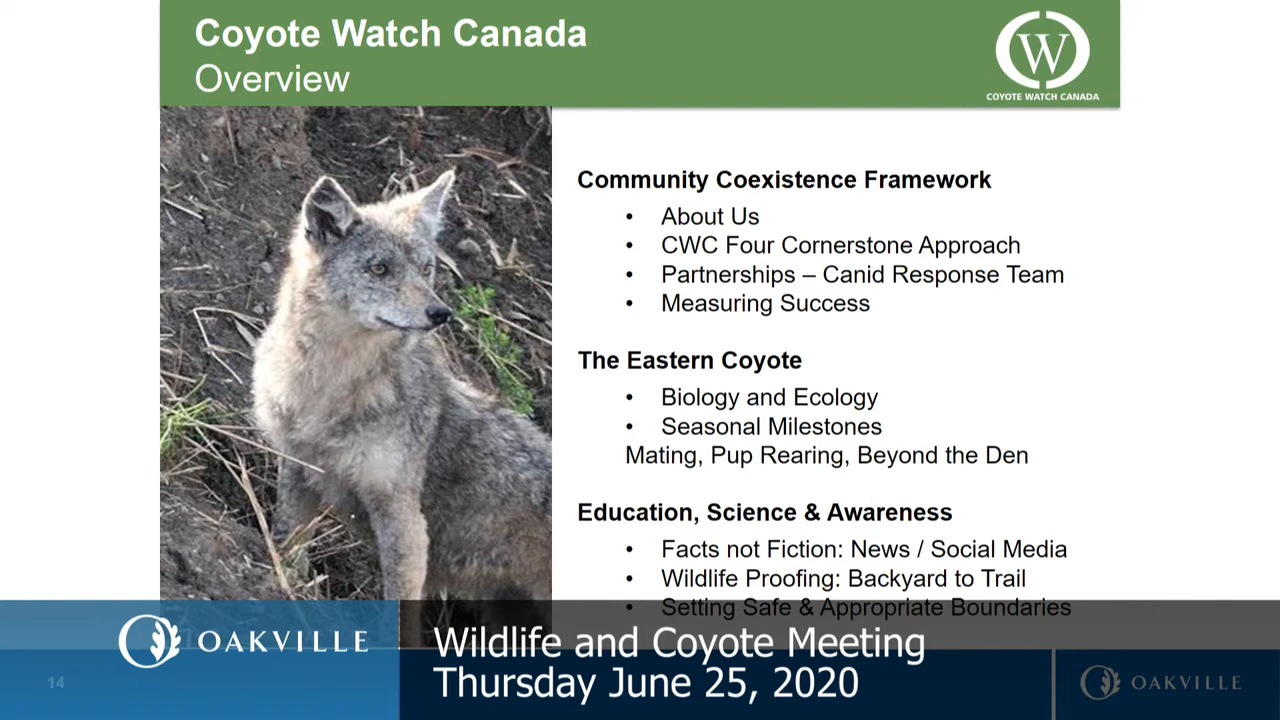 Coyote Watch Canada
Overview
W
COYOTE WATCH CANADA
Community Coexistence Framework
• About Us
• CWC Four Cornerstone Approach
• Partnerships – Canid Response Team
• Measuring Success
The Eastern Coyote
• Biology and Ecology
• Seasonal Milestones
Mating, Pup Rearing, Beyond the Den
Education, Science & Awareness
• Facts not Fiction: News / Social Media
• Wildlife Proofing: Backyard to Trail
• Setting Safe & Appropriate Boundaries
OAKVILLE
Wildlife and Coyote Meeting
Thursday June 25, 2020
14
OAKVILLE